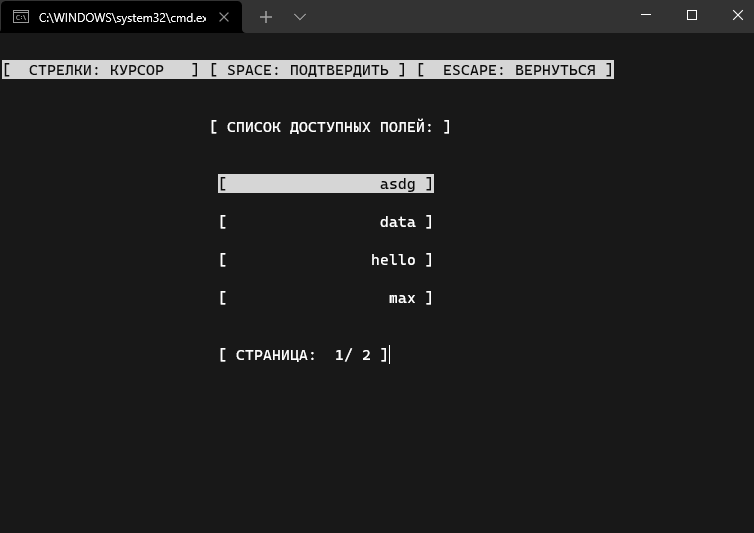 C:\WINDOWS\system32\cmd.ex
[  СТРЕЛКИ: КУРСОР   ] [ SPACE: ПОДТВЕРДИТЬ ] [  ESCAPE: ВЕРНУТЬСЯ ]
[ СПИСОК ДОСТУПНЫХ ПОЛЕЙ: ]
[                 asdg ]
[                 data ]
[                hello ]
[                  max ]
[ СТРАНИЦА:  1/ 2 ]